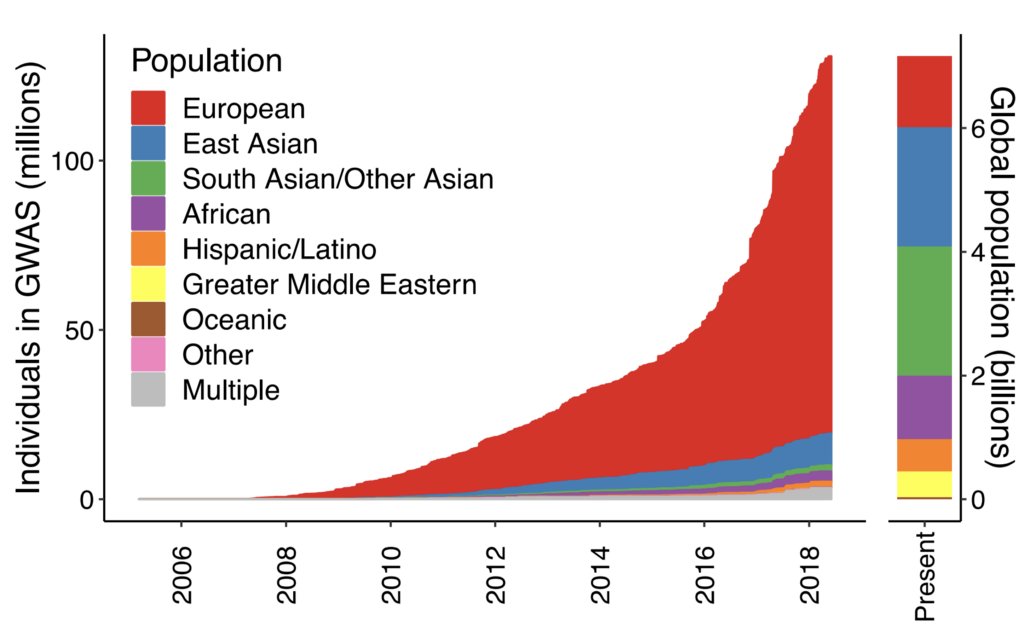 Individuals in GWAS (millions)
100
50
0
Population
European
East Asian
South Asian/Other Asian
African
Hispanic/Latino
Greater Middle Eastern
Oceanic
Other
Multiple
2006
2008
2010
2012
2014
2016
2018
Present
6
4
2
0
Global population (billions)